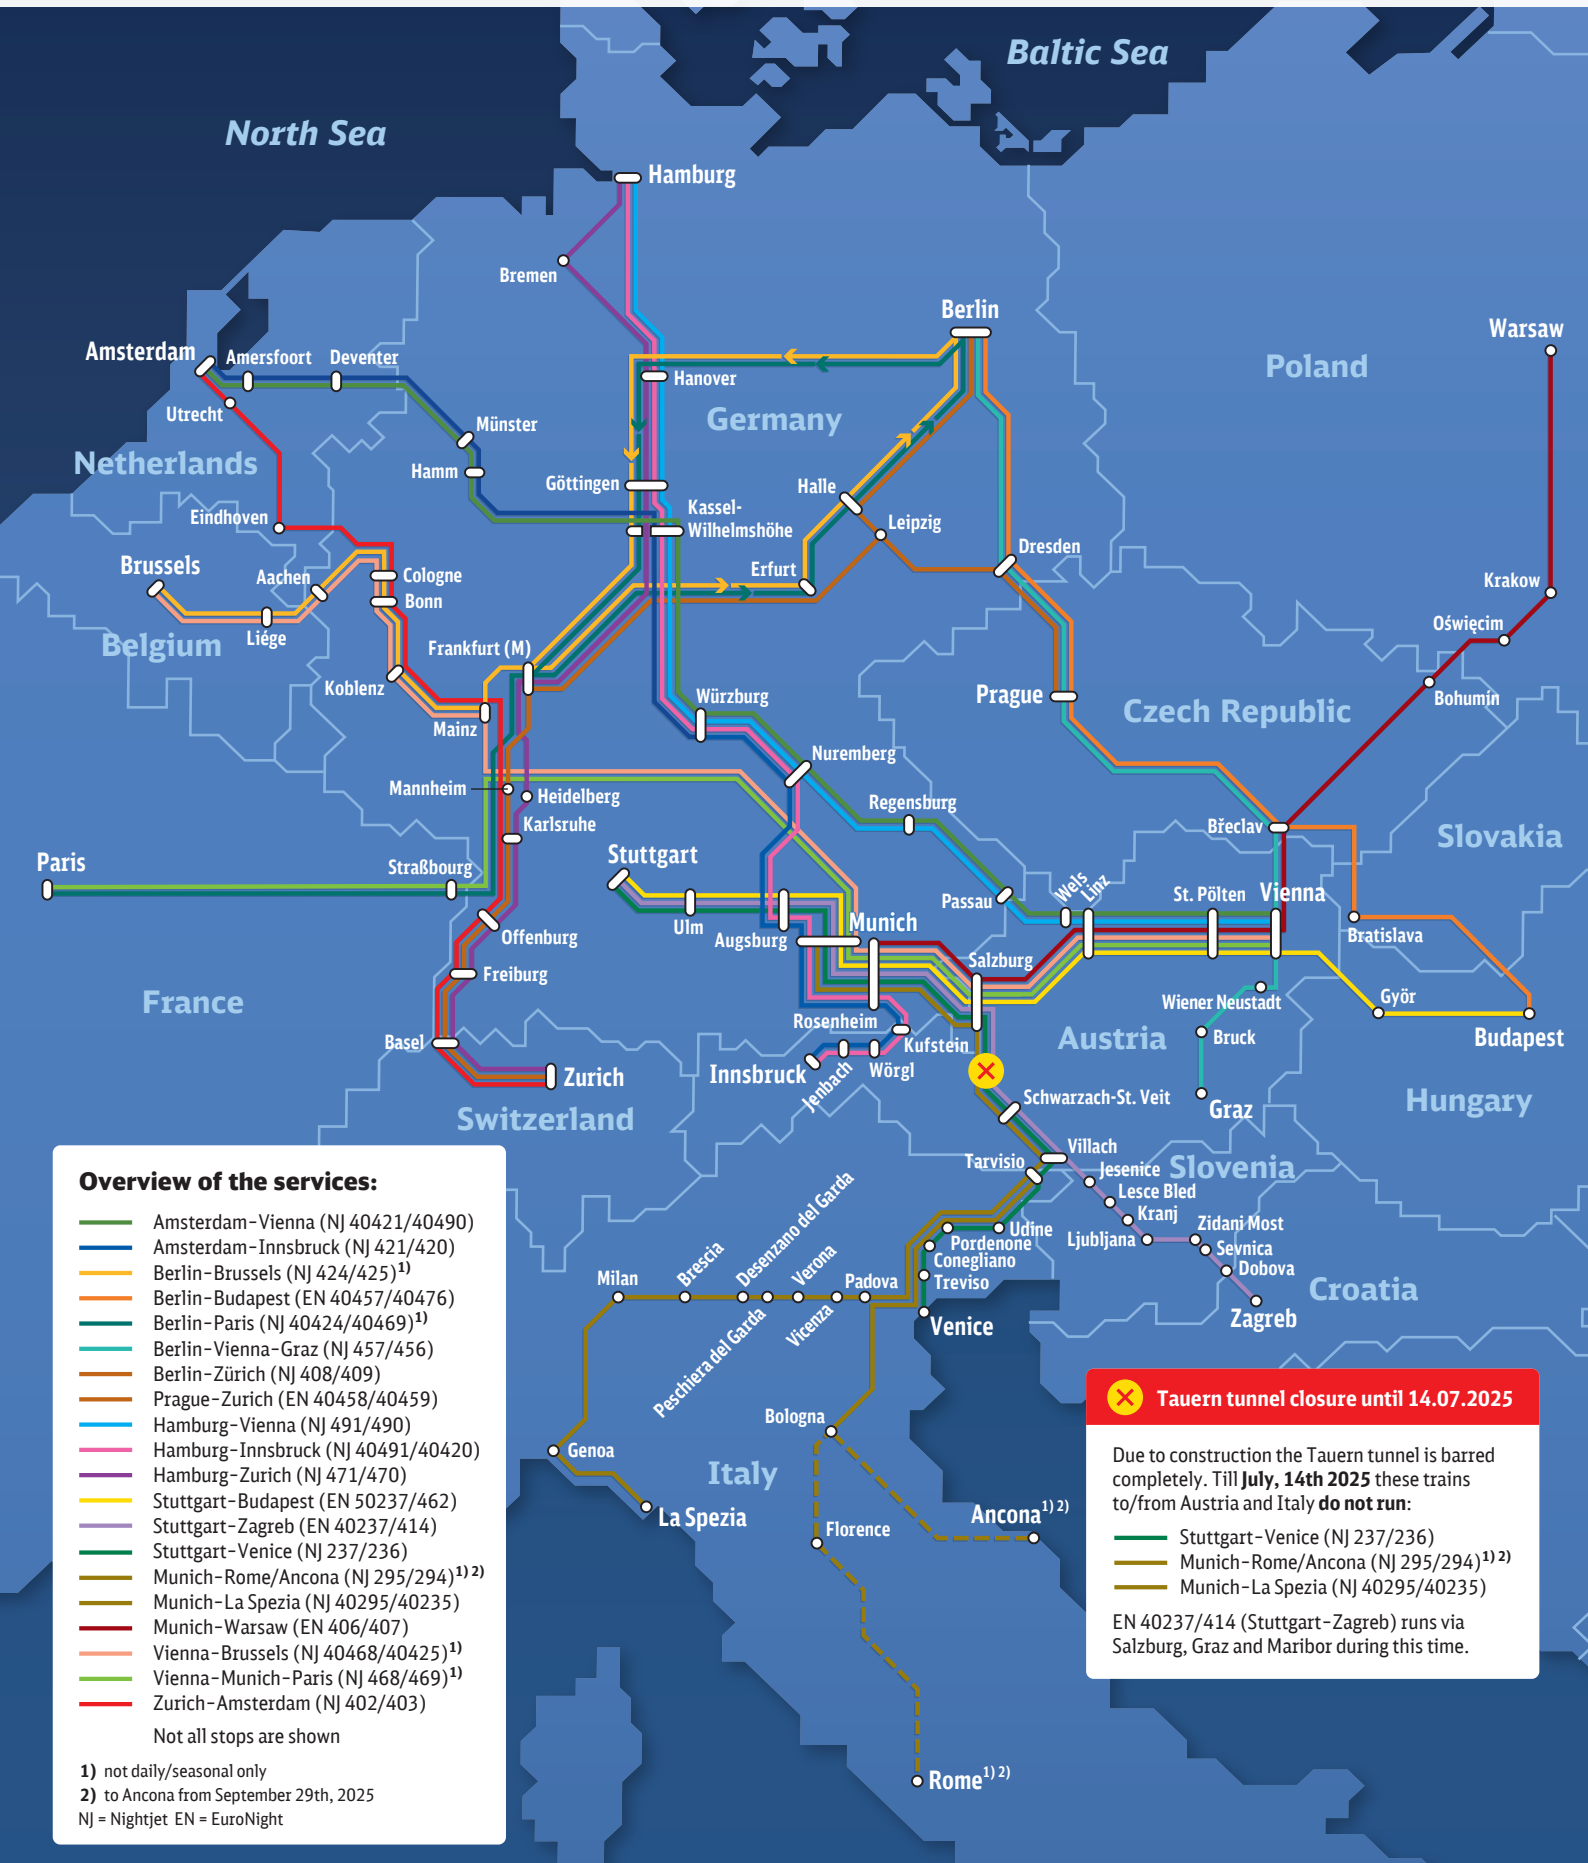 Baltic Sea
North Sea
Hamburg
Bremen
Berlin
Warsaw
Amsterdam
Amersfoort
Deventer
Poland
Hanover
Utrecht
Germany
Münster
Netherlands
Hamm
Göttingen
Halle
Kassel-
Wilhelmshöhe
Leipzig
Eindhoven
Dresden
Brussels
Aachen
Cologne
Erfurt
Krakow
Bonn
Oświęcim
Liége
Belgium
Frankfurt (M)
Koblenz
Würzburg
Prague
Bohumín
Czech Republic
Mainz
Nuremberg
Mannheim
Heidelberg
Regensburg
Karlsruhe
Břeclav
Slovakia
Paris
Straßbourg
Stuttgart
Wels
Linz
St. Pölten
Vienna
Passau
Ulm
Augsburg
Munich
Offenburg
Bratislava
Salzburg
Freiburg
France
Wiener Neustadt
Győr
Rosenheim
Basel
Kufstein
Austria
Bruck
Budapest
Zurich
Innsbruck
Jenbach
Wörgl
Switzerland
Schwarzach-St. Veit
Graz
Hungary
Villach
Tarvisio
Jesenice
Slovenia
Lesce Bled
Kranj
Zidani Most
Ljubljana
Sevnica
Dobova
Udine
Pordenone
Conegliano
Treviso
Croatia
Zagreb
Milan
Brescia
Desenzano del Garda
Verona
Padova
Peschiera del Garda
Vicenza
Venice
Bologna
Genoa
Italy
La Spezia
Florence
Ancona1) 2)
Rome1) 2)
Overview of the services:
Amsterdam-Vienna (NJ 40421/40490)
Amsterdam-Innsbruck (NJ 421/420)
Berlin-Brussels (NJ 424/425)1)
Berlin-Budapest (EN 40457/40476)
Berlin-Paris (NJ 40424/40469)1)
Berlin-Vienna-Graz (NJ 457/456)
Berlin-Zürich (NJ 408/409)
Prague-Zurich (EN 40458/40459)
Hamburg-Vienna (NJ 491/490)
Hamburg-Innsbruck (NJ 40491/40420)
Hamburg-Zurich (NJ 471/470)
Stuttgart-Budapest (EN 50237/462)
Stuttgart-Zagreb (EN 40237/414)
Stuttgart-Venice (NJ 237/236)
Munich-Rome/Ancona (NJ 295/294)1) 2)
Munich-La Spezia (NJ 40295/40235)
Munich-Warsaw (EN 406/407)
Vienna-Brussels (NJ 40468/40425)1)
Vienna-Munich-Paris (NJ 468/469)1)
Zurich-Amsterdam (NJ 402/403)
Not all stops are shown
1) not daily/seasonal only
2) to Ancona from September 29th, 2025
NJ = Nightjet EN = EuroNight
Tauern tunnel closure until 14.07.2025
Due to construction the Tauern tunnel is barred
completely. Till July, 14th 2025 these trains
to/from Austria and Italy do not run:
Stuttgart-Venice (NJ 237/236)
Munich-Rome/Ancona (NJ 295/294)1) 2)
Munich-La Spezia (NJ 40295/40235)
EN 40237/414 (Stuttgart-Zagreb) runs via
Salzburg, Graz and Maribor during this time.